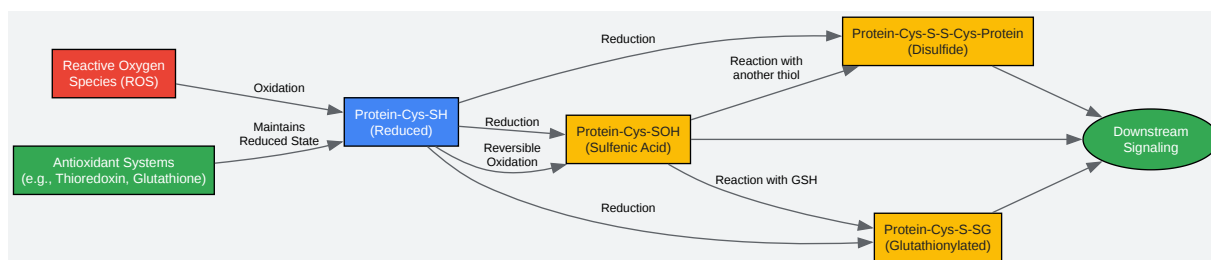 Reactive Oxygen
Species (ROS)
Oxidation
Antioxidant Systems
(e.g., Thioredoxin, Glutathione)
Maintains
Reduced State
Protein-Cys-SH
(Reduced)
Reduction
Reduction
Reversible
Oxidation
Reduction
Protein-Cys-SOH
(Sulfenic Acid)
Reaction with
another thiol
Reaction with GSH
Protein-Cys-S-S-Cys-Protein
(Disulfide)
Protein-Cys-S-SG
(Glutathionylated)
Downstream
Signaling